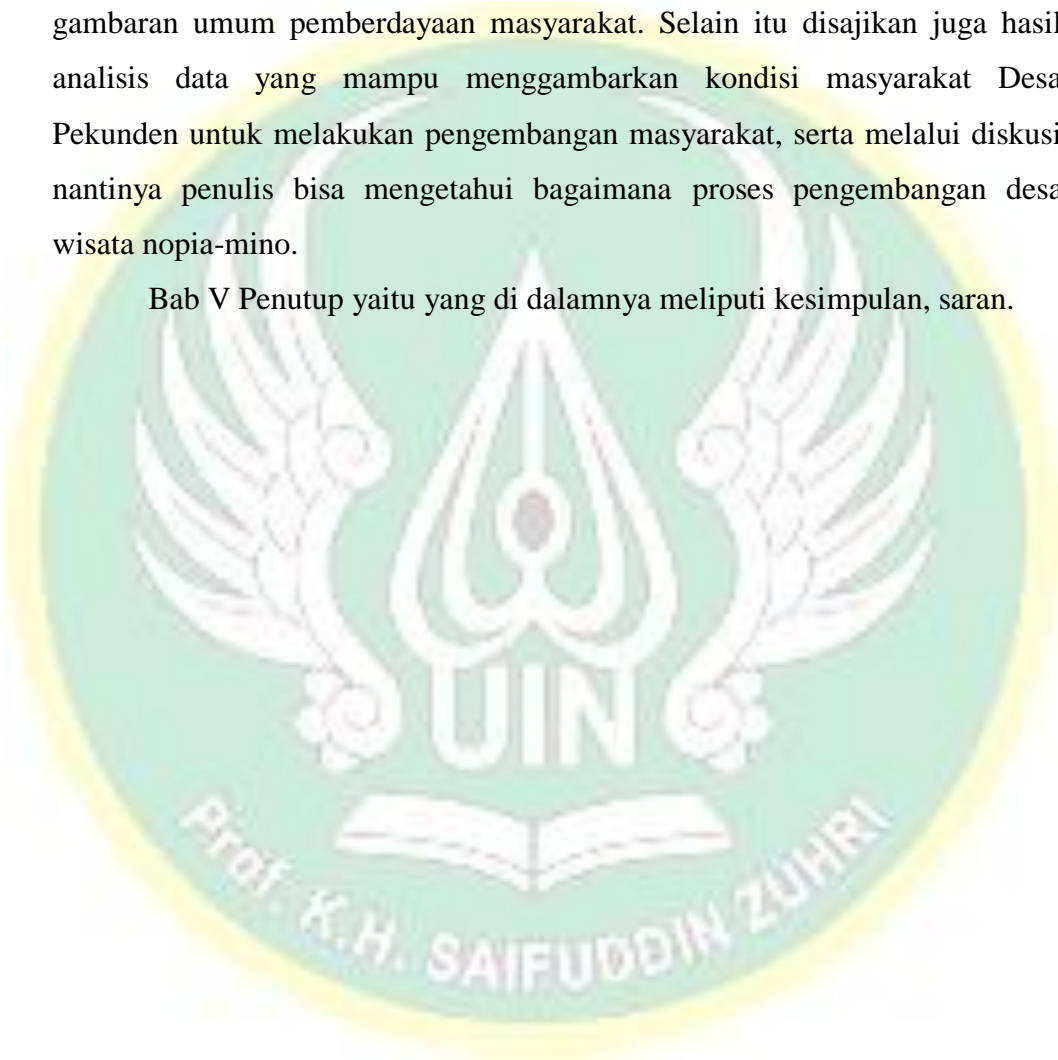 gambaran umum pemberdayaan masyarakat. Selain itu disajikan juga hasil
analisis data yang mampu menggambarkan kondisi masyarakat Desa
Pekunden untuk melakukan pengembangan masyarakat, serta melalui diskusi
nantinya penulis bisa mengetahui bagaimana proses pengembangan desa
wisata nopia-mino.
Bab V Penutup yaitu yang di dalamnya meliputi kesimpulan, saran.
UIN
Prof. K.H. SAIFUDDIN ZUHRI